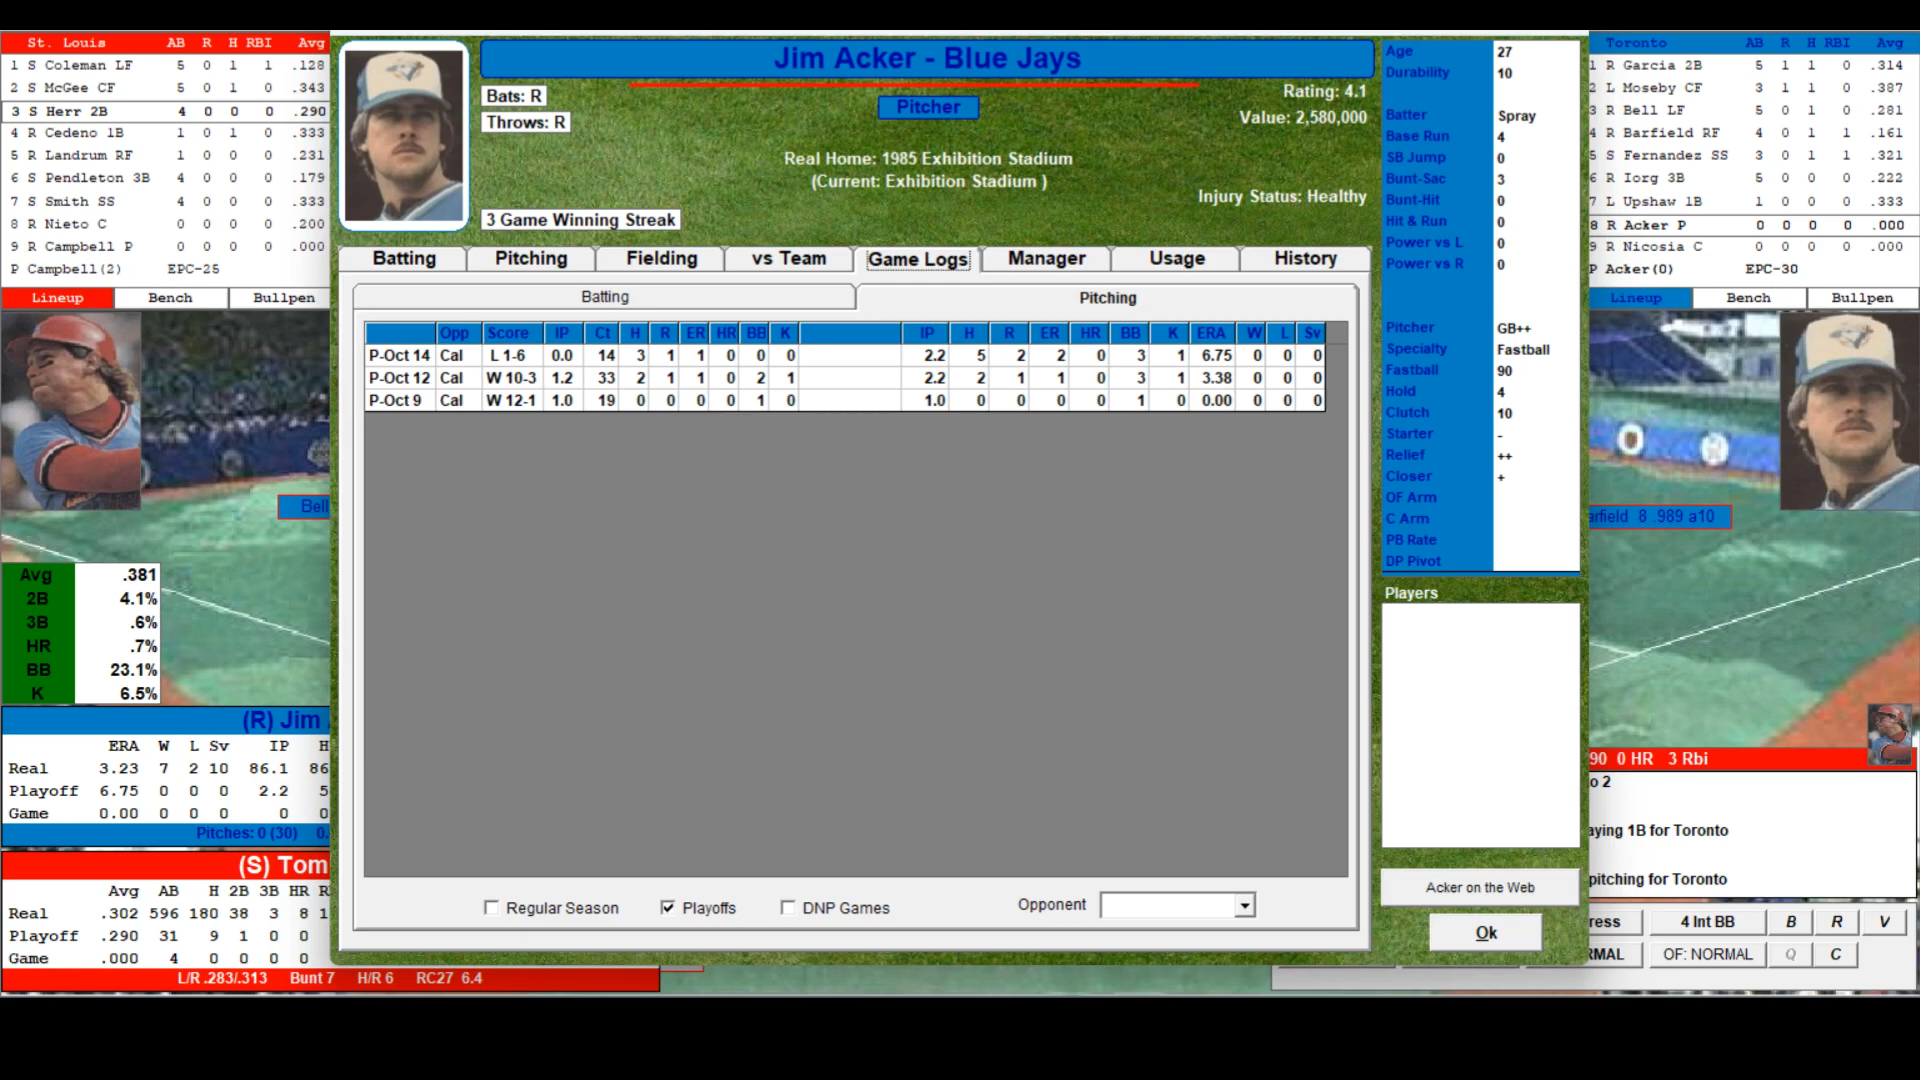 St. Louis AB R H RBI Avg
1 S Coleman LF 5 0 1 1 .128
2 S McGee CF 5 0 1 0 .343
3 S Herr 2B 4 0 0 0 .290
4 R Cedeno 1B 1 0 1 0 .333
5 R Landrum RF 1 0 0 0 .231
6 S Pendleton 3B 4 0 0 0 .179
7 S Smith SS 4 0 0 0 .333
8 R Nieto C 0 0 0 0 .200
9 R Campbell P 0 0 0 0 .000
P Campbell(2) EPC-25
Lineup Bench Bullpen
Bell
Avg .381
2B 4.1%
3B .6%
HR .7%
BB 23.1%
K 6.5%
(R) Jim
ERA W L Sv IP H
Real 3.23 7 2 10 86.1 86
Playoff 6.75 0 0 0 2.2 5
Game 0.00 0 0 0 0 0
Pitches: 0 (30) 0.
(S) Tom
Avg AB H 2B 3B HR R
Real .302 596 180 38 3 8 1
Playoff .290 31 9 1 0 0
Game .000 4 0 0 0 0
L/R .283/.313 Bunt 7 H/R 6 RC27 6.4
Jim Acker - Blue Jays
Bats: R
Throws: R
Pitcher
Rating: 4.1
Value: 2,580,000
Real Home: 1985 Exhibition Stadium
(Current: Exhibition Stadium )
Injury Status: Healthy
3 Game Winning Streak
Batting Pitching Fielding vs Team Game Logs Manager Usage History
Batting Pitching
Opp Score IP Ct H R ER HR BB K IP H R ER HR BB K ERA W L Sv
P-Oct 14 Cal L 1-6 0.0 14 3 1 1 0 0 0 2.2 5 2 2 0 3 1 6.75 0 0 0
P-Oct 12 Cal W 10-3 1.2 33 2 1 1 0 2 1 2.2 2 1 1 0 3 1 3.38 0 0 0
P-Oct 9 Cal W 12-1 1.0 19 0 0 0 0 1 0 1.0 0 0 0 0 1 0 0.00 0 0 0
Regular Season Playoffs DNP Games Opponent
Age 27
Durability 10
Batter Spray
Base Run 4
SB Jump 0
Bunt-Sac 3
Bunt-Hit 0
Hit & Run 0
Power vs L 0
Power vs R 0
Pitcher GB++
Specialty Fastball
Fastball 90
Hold 4
Clutch 10
Starter -
Relief ++
Closer +
OF Arm
C Arm
PB Rate
DP Pivot
Players
Acker on the Web
Ok
Toronto AB R H RBI Avg
1 R Garcia 2B 5 1 1 0 .314
2 L Moseby CF 3 1 1 0 .387
3 R Bell LF 5 0 1 0 .281
4 R Barfield RF 4 0 1 1 .161
5 S Fernandez SS 3 0 1 1 .321
6 R Iorg 3B 5 0 0 0 .222
7 L Upshaw 1B 1 0 0 0 .333
8 R Acker P 0 0 0 0 .000
9 R Nicosia C 0 0 0 0 .000
P Acker(0) EPC-30
Lineup Bench Bullpen
arfield 8 .989 a10
90 0 HR 3 Rbi
o 2
aying 1B for Toronto
pitching for Toronto
ress 4 Int BB B R V
RMAL OF: NORMAL Q C